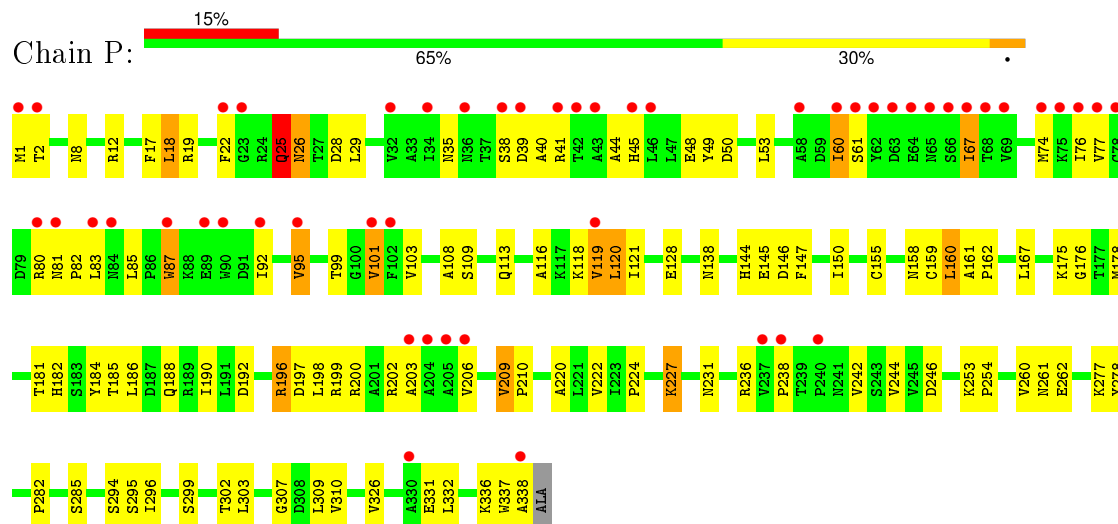 15%
Chain P:
65% 30% •
M1 T2 N8 R12 F17 L18 R19 F22 G23 R24 Q25 N26 T27 D28 L29 V32 A33 I34 N35 N36 T37 S38 D39 A40 R41 T42 A43 A44 H45 L46 L47 E48 Y49 D50 L53 A58 D59 I60 S61 Y62 D63 E64 N65 S66 I67 T68 V69 M74 K75 I76 V77 G78
D79 R80 N81 P82 L83 N84 L85 P86 W87 K88 E89 W90 D91 I92 V95 T99 G100 V101 F102 V103 A108 S109 Q113 A116 K117 K118 V119 L120 I121 E128 N138 H144 E145 D146 F147 I150 C155 N158 C159 L160 A161 P162 L167 K175 G176 T177 M178
T181 H182 S183 Y184 T185 L186 D187 Q188 R189 I190 L191 D192 R196 D197 L198 R199 R200 A201 R202 A203 A204 A205 V206 V209 P210 A220 L221 V222 I223 P224 K227 N231 R236 V237 P238 T239 P240 N241 V242 S243 V244 V245 D246 K253 P254 V260 N261 E262 K277 Y278
P282 S285 S294 S295 I296 S299 T302 L303 G307 D308 L309 V310 V326 A330 E331 L332 K336 W337 A338 ALA